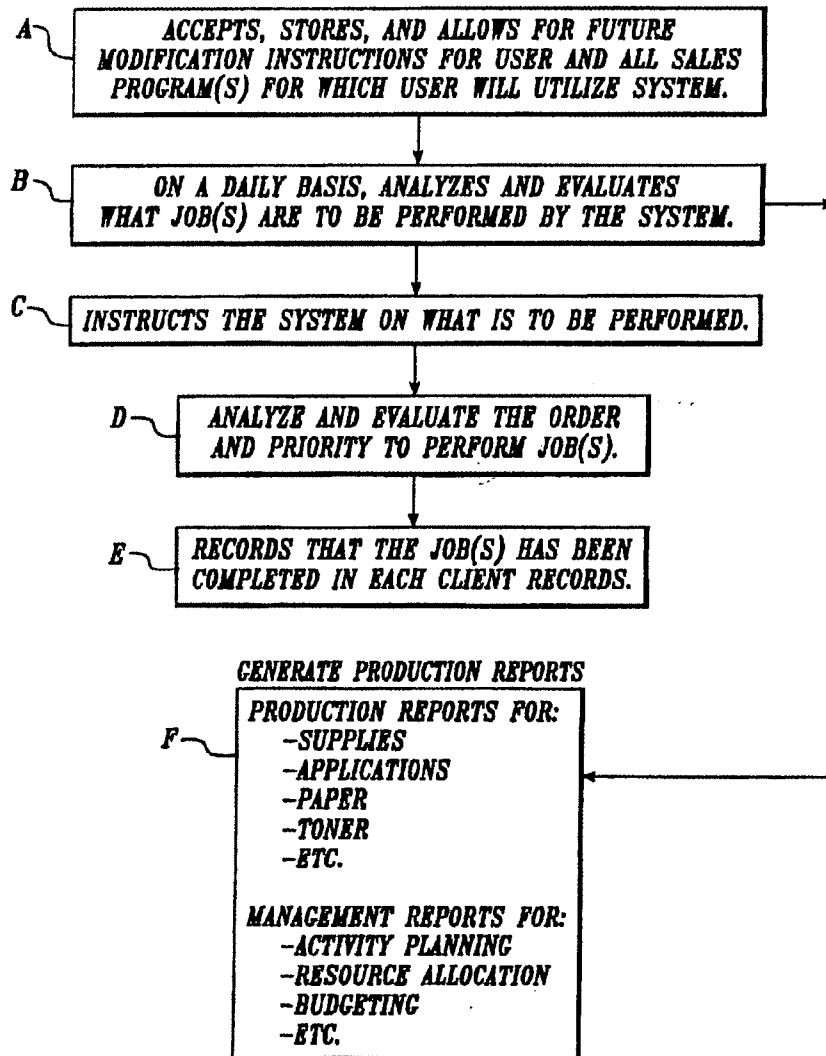 A
ACCEPTS, STORES, AND ALLOWS FOR FUTURE
MODIFICATION INSTRUCTIONS FOR USER AND ALL SALES
PROGRAM(S) FOR WHICH USER WILL UTILIZE SYSTEM.
B
ON A DAILY BASIS, ANALYZES AND EVALUATES
WHAT JOB(S) ARE TO BE PERFORMED BY THE SYSTEM.
C
INSTRUCTS THE SYSTEM ON WHAT IS TO BE PERFORMED.
D
ANALYZE AND EVALUATE THE ORDER
AND PRIORITY TO PERFORM JOB(S).
E
RECORDS THAT THE JOB(S) HAS BEEN
COMPLETED IN EACH CLIENT RECORDS.
GENERATE PRODUCTION REPORTS
F
PRODUCTION REPORTS FOR:
-SUPPLIES
-APPLICATIONS
-PAPER
-TONER
-ETC.
MANAGEMENT REPORTS FOR:
-ACTIVITY PLANNING
-RESOURCE ALLOCATION
-BUDGETING
-ETC.